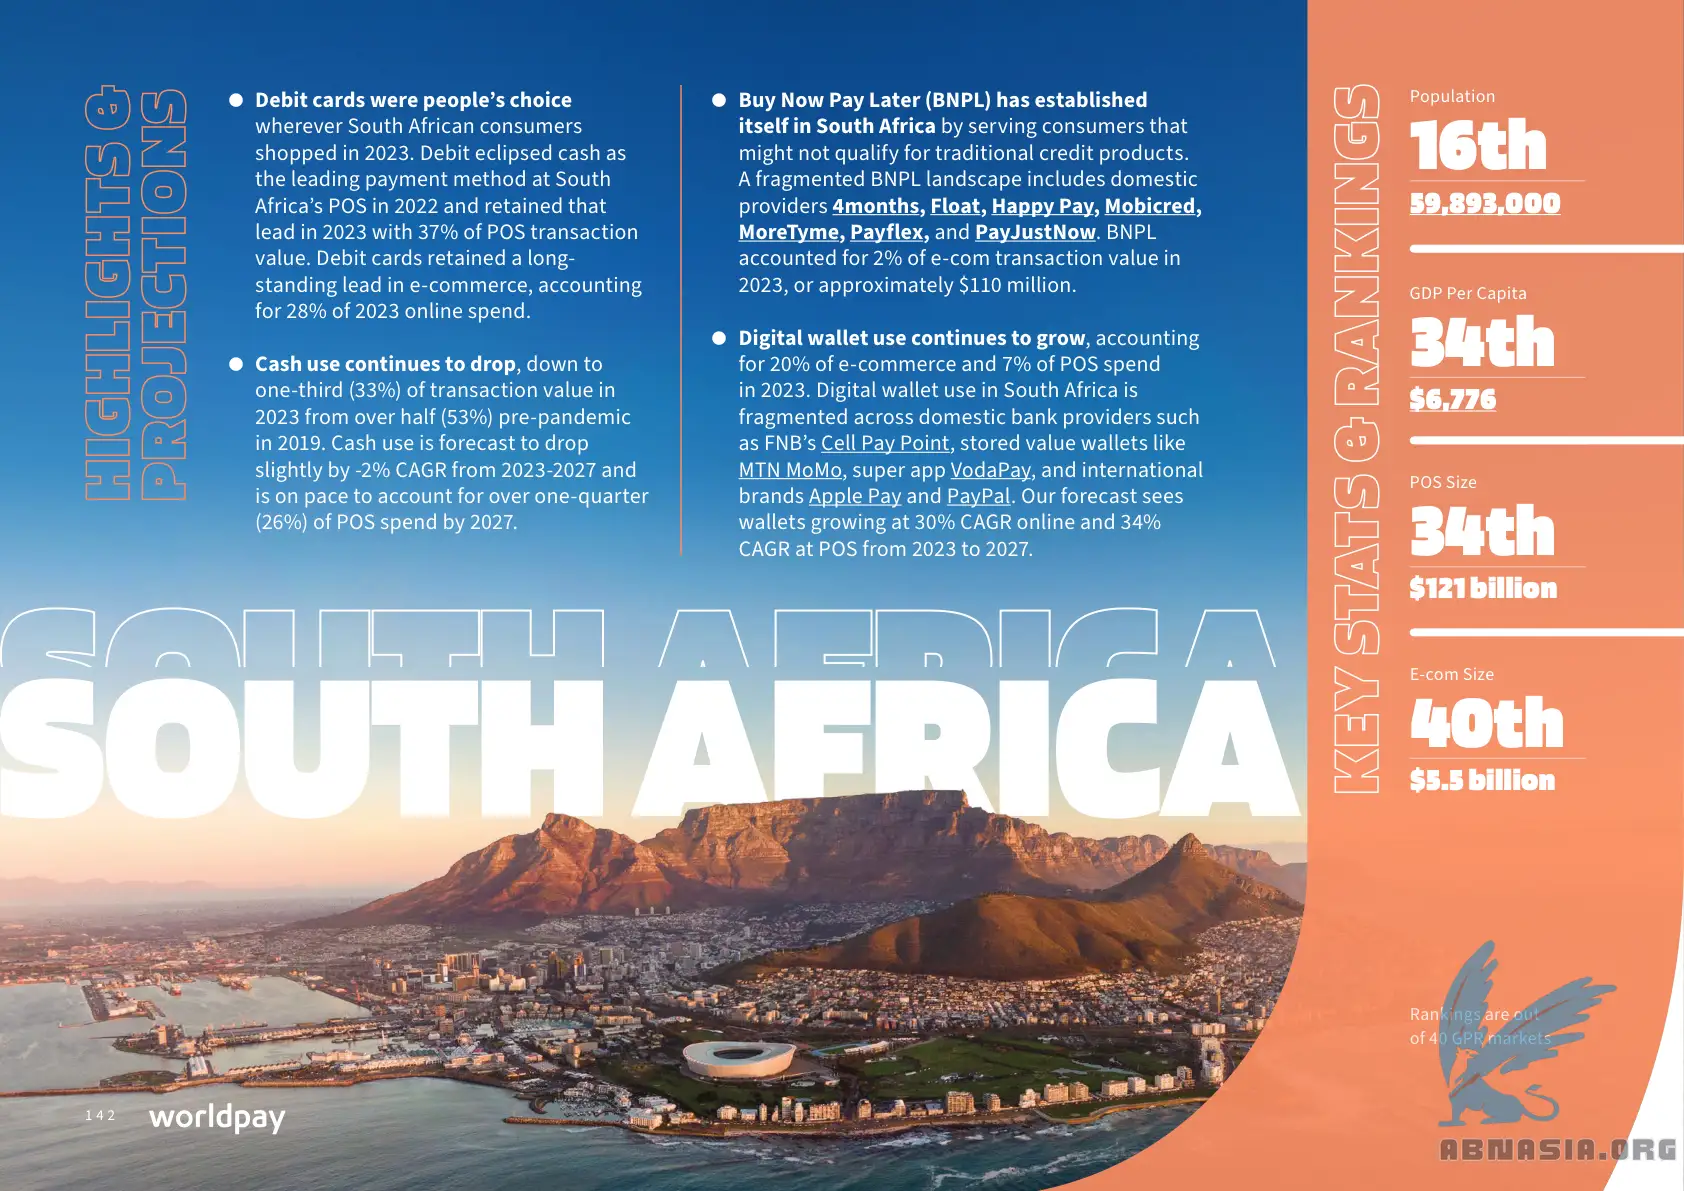 HIGHLIGHTS &
PROJECTIONS
Debit cards were people’s choice
wherever South African consumers
shopped in 2023. Debit eclipsed cash as
the leading payment method at South
Africa’s POS in 2022 and retained that
lead in 2023 with 37% of POS transaction
value. Debit cards retained a long-
standing lead in e-commerce, accounting
for 28% of 2023 online spend.
Cash use continues to drop, down to
one-third (33%) of transaction value in
2023 from over half (53%) pre-pandemic
in 2019. Cash use is forecast to drop
slightly by -2% CAGR from 2023-2027 and
is on pace to account for over one-quarter
(26%) of POS spend by 2027.
Buy Now Pay Later (BNPL) has established
itself in South Africa by serving consumers that
might not qualify for traditional credit products.
A fragmented BNPL landscape includes domestic
providers 4months, Float, Happy Pay, Mobicred,
MoreTyme, Payflex, and PayJustNow. BNPL
accounted for 2% of e-com transaction value in
2023, or approximately $110 million.
Digital wallet use continues to grow, accounting
for 20% of e-commerce and 7% of POS spend
in 2023. Digital wallet use in South Africa is
fragmented across domestic bank providers such
as FNB’s Cell Pay Point, stored value wallets like
MTN MoMo, super app VodaPay, and international
brands Apple Pay and PayPal. Our forecast sees
wallets growing at 30% CAGR online and 34%
CAGR at POS from 2023 to 2027.
SOUTH AFRICA
SOUTH AFRICA
KEY STATS & RANKINGS
Population
16th
59,893,000
GDP Per Capita
34th
$6,776
POS Size
34th
$121 billion
E-com Size
40th
$5.5 billion
Rankings are out
of 40 GPR markets
142 worldpay
ABNASIA.ORG